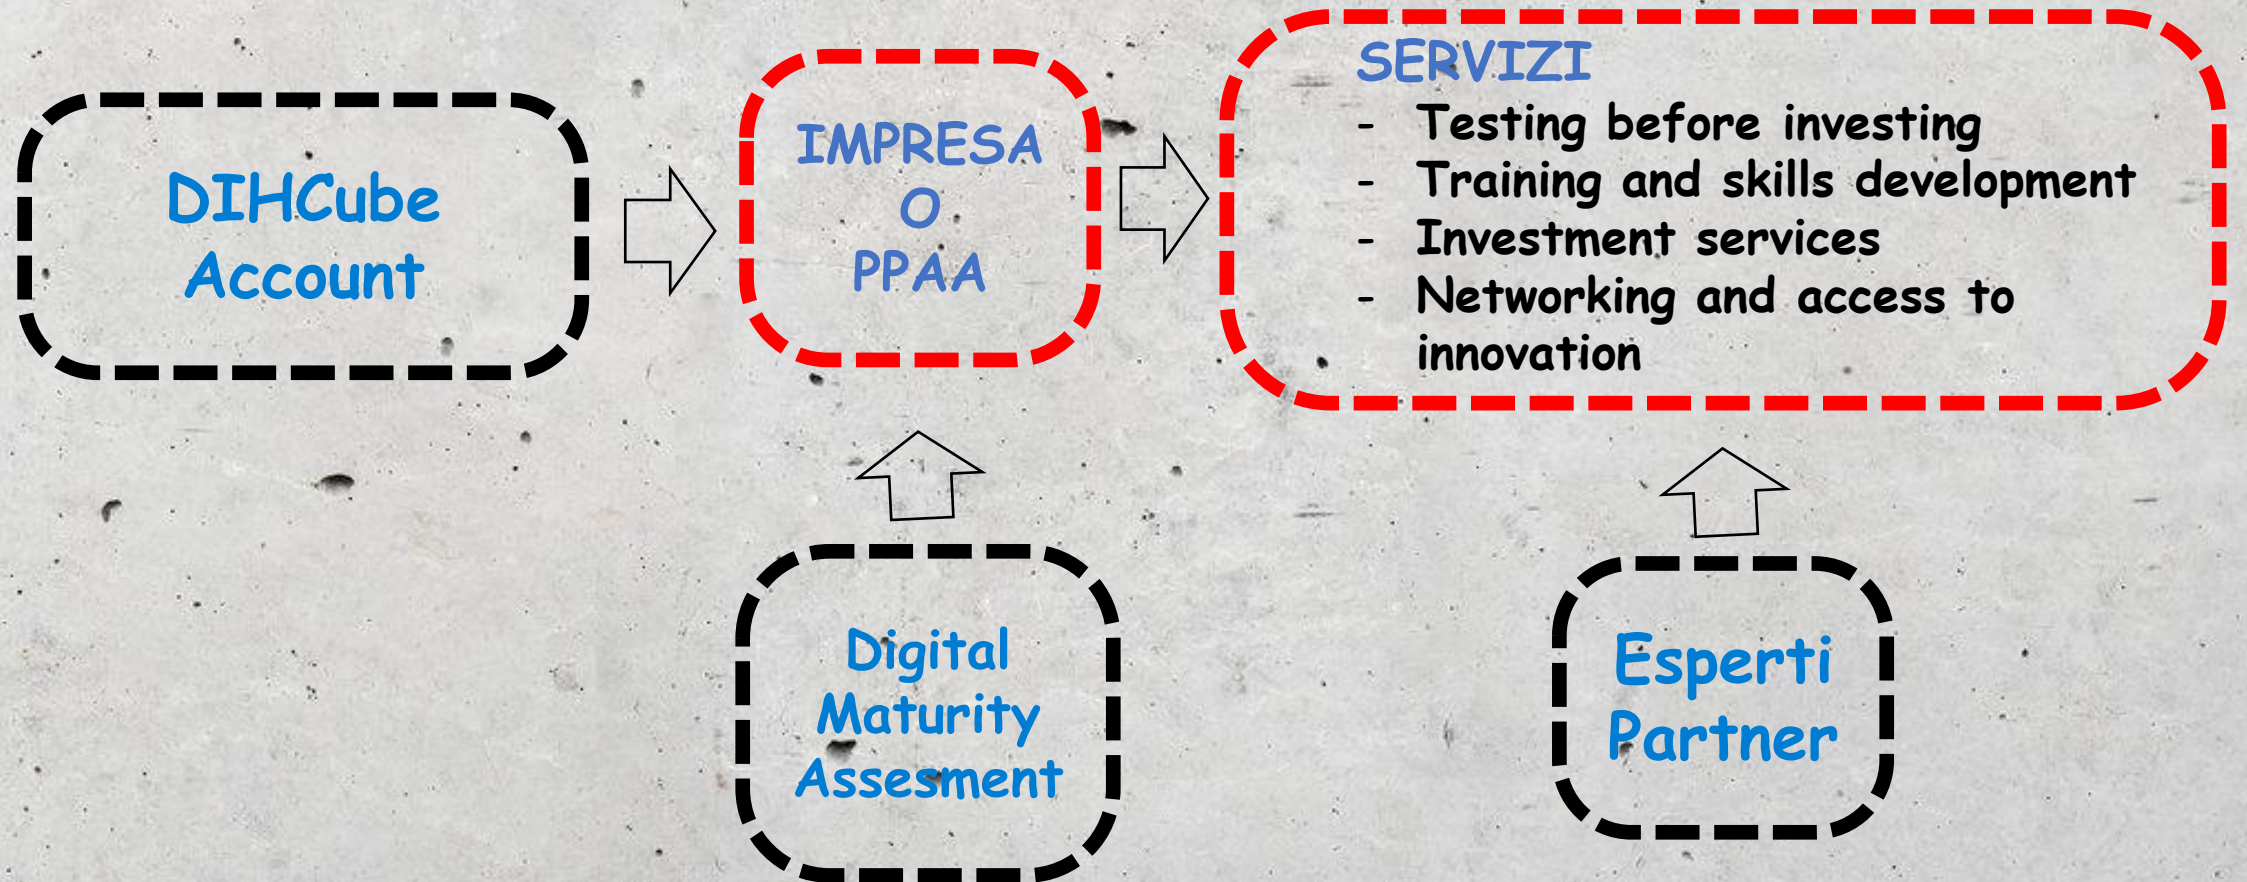 DIHCube
Account
IMPRESA
O
PPAA
SERVIZI
- Testing before investing
- Training and skills development
- Investment services
- Networking and access to
innovation
Digital
Maturity
Assesment
Esperti
Partner